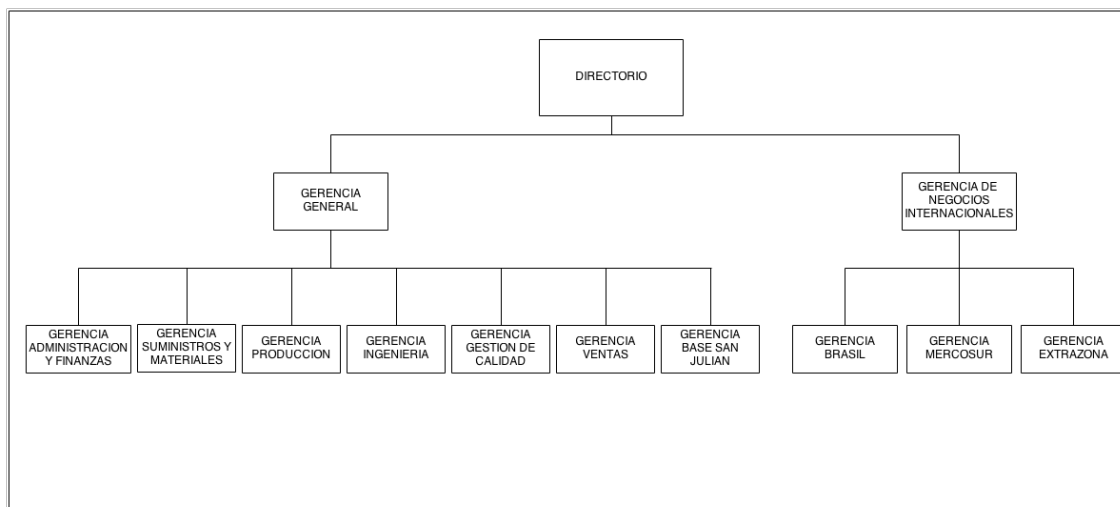 DIRECTORIO
GERENCIA
GENERAL
GERENCIA DE
NEGOCIOS
INTERNACIONALES
GERENCIA
ADMINISTRACION
Y FINANZAS
GERENCIA
SUMINISTROS Y
MATERIALES
GERENCIA
PRODUCCION
GERENCIA
INGENIERIA
GERENCIA
GESTION DE
CALIDAD
GERENCIA
VENTAS
GERENCIA
BASE SAN
JULIAN
GERENCIA
BRASIL
GERENCIA
MERCOSUR
GERENCIA
EXTRAZONA